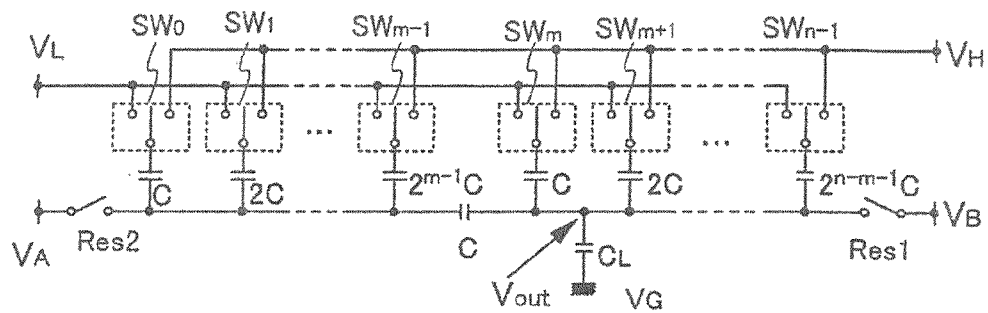 SW0 SW1 SWm-1 SWm SWm+1 SWn-1
VL VH
... ...
C 2C 2m-1C C 2C 2n-m-1C
VA Res2 C CL Res1 VB
Vout VG